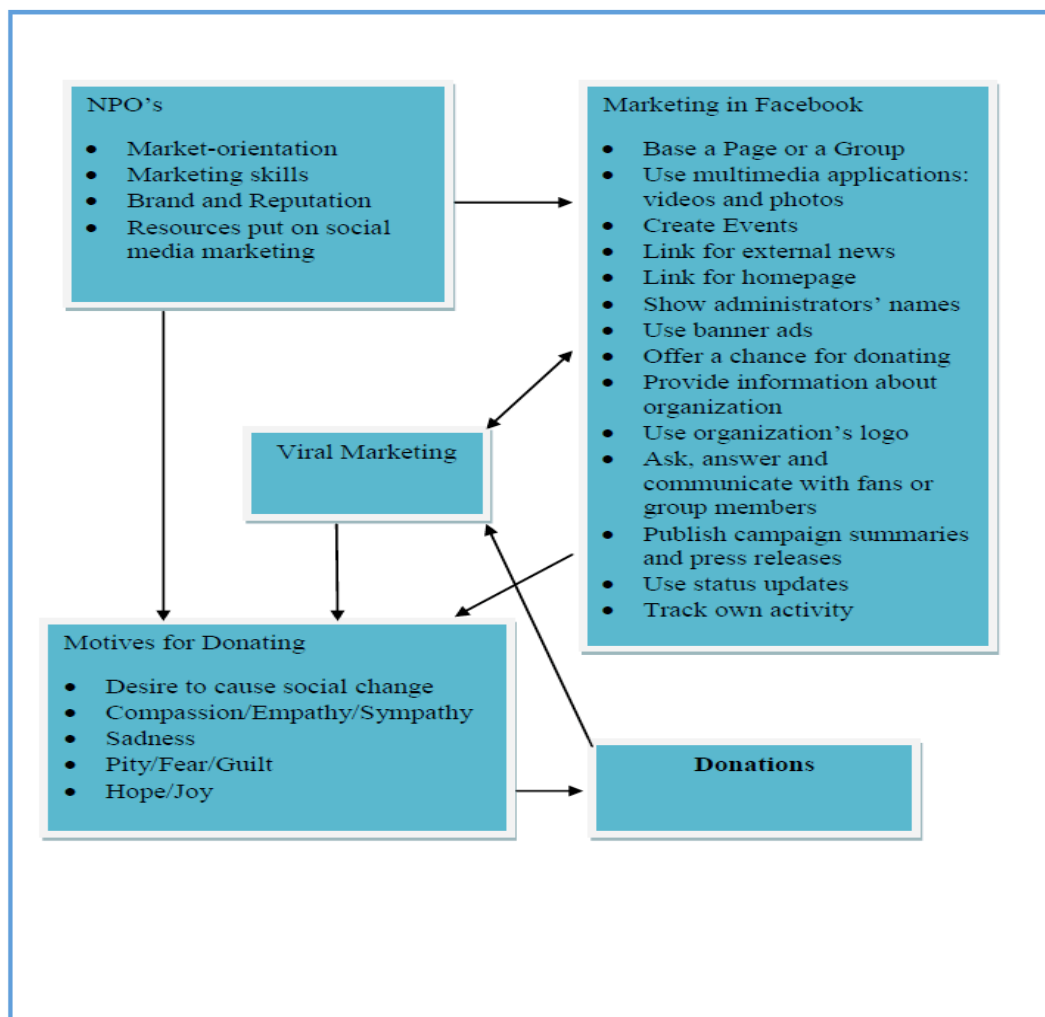 NPO’s
• Market-orientation
• Marketing skills
• Brand and Reputation
• Resources put on social
media marketing
Marketing in Facebook
• Base a Page or a Group
• Use multimedia applications:
videos and photos
• Create Events
• Link for external news
• Link for homepage
• Show administrators’ names
• Use banner ads
• Offer a chance for donating
• Provide information about
organization
• Use organization’s logo
• Ask, answer and
communicate with fans or
group members
• Publish campaign summaries
and press releases
• Use status updates
• Track own activity
Viral Marketing
Motives for Donating
• Desire to cause social change
• Compassion/Empathy/Sympathy
• Sadness
• Pity/Fear/Guilt
• Hope/Joy
Donations